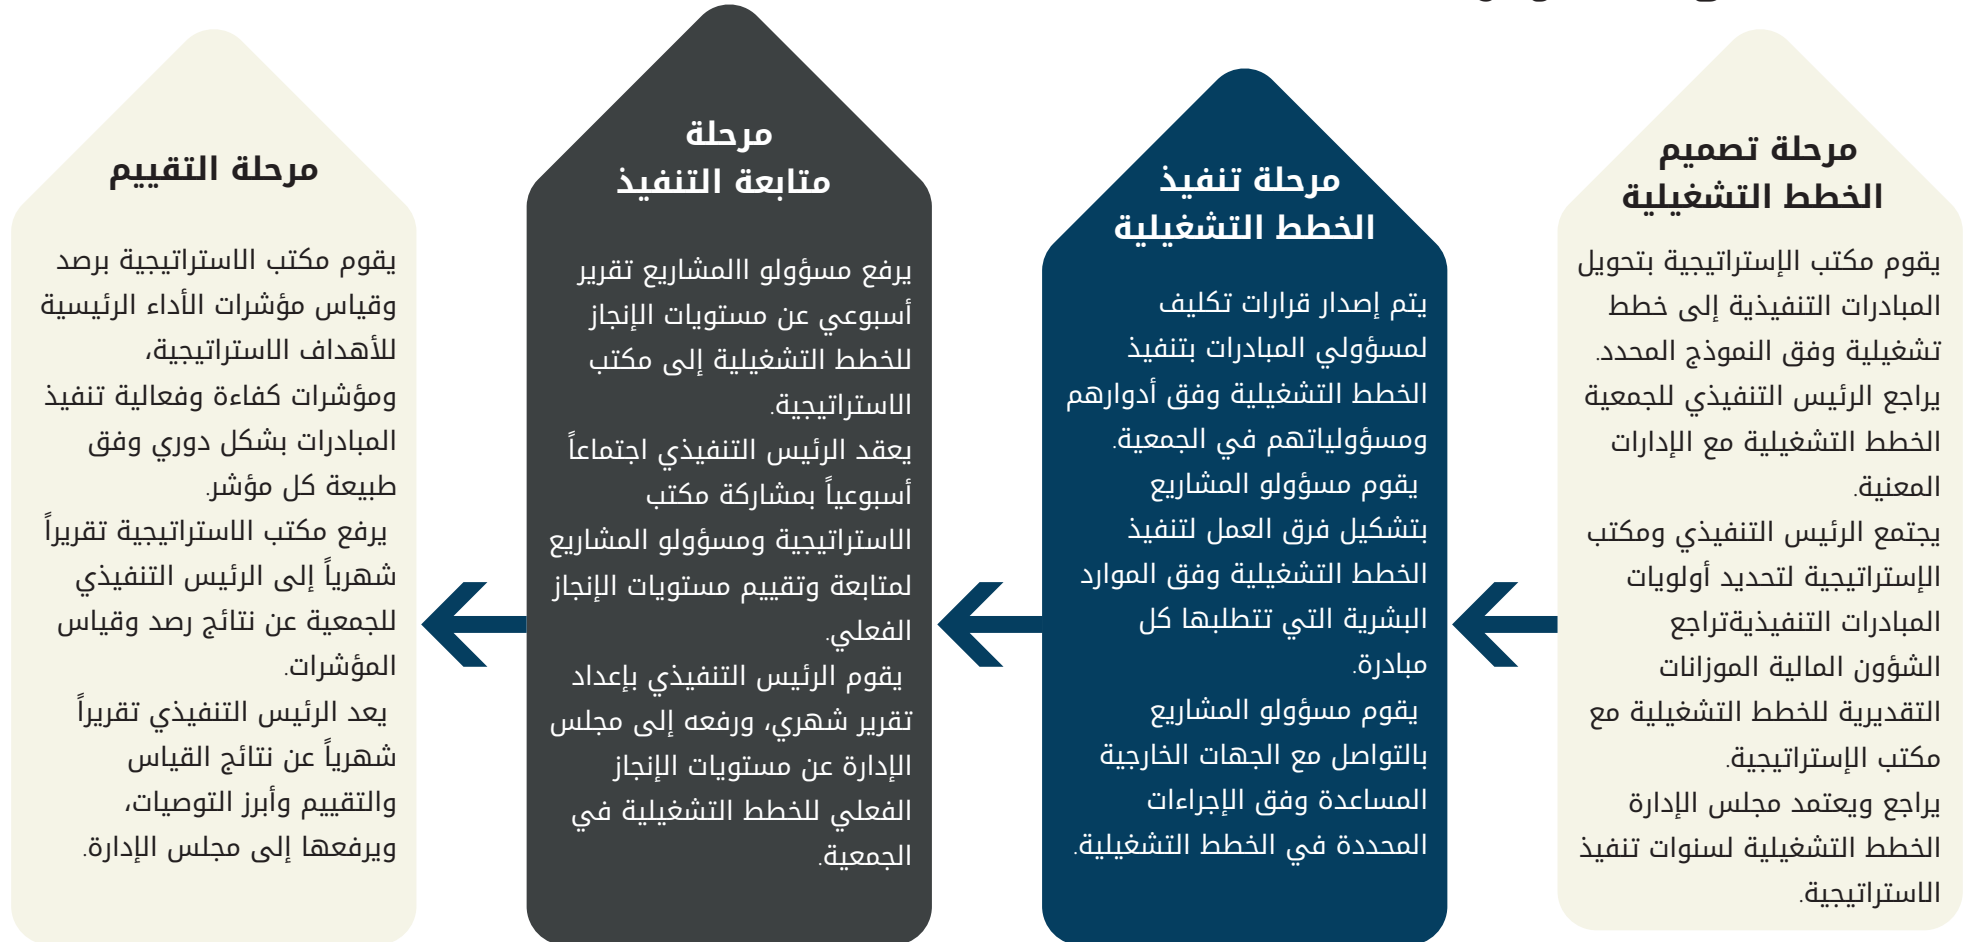 مرحلة تصميم
الخطط التشغيلية
يقوم مكتب الإستراتيجية بتحويل
المبادرات التنفيذية إلى خطط
تشغيلية وفق النموذج المحدد.
يراجع الرئيس التنفيذي للجمعية
الخطط التشغيلية مع الإدارات
المعنية.
يجتمع الرئيس التنفيذي ومكتب
الإستراتيجية لتحديد أولويات
المبادرات التنفيذيةتراجع
الشؤون المالية الموزانات
التقديرية للخطط التشغيلية مع
مكتب الإستراتيجية.
يراجع ويعتمد مجلس الإدارة
الخطط التشغيلية لسنوات تنفيذ
الاستراتيجية.
مرحلة تنفيذ
الخطط التشغيلية
يتم إصدار قرارات تكليف
لمسؤولي المبادرات بتنفيذ
الخطط التشغيلية وفق أدوارهم
ومسؤولياتهم في الجمعية.
يقوم مسؤولو المشاريع
بتشكيل فرق العمل لتنفيذ
الخطط التشغيلية وفق الموارد
البشرية التي تتطلبها كل
مبادرة.
يقوم مسؤولو المشاريع
بالتواصل مع الجهات الخارجية
المساعدة وفق الإجراءات
المحددة في الخطط التشغيلية.
مرحلة
متابعة التنفيذ
يرفع مسؤولو االمشاريع تقرير
أسبوعي عن مستويات الإنجاز
للخطط التشغيلية إلى مكتب
الاستراتيجية.
يعقد الرئيس التنفيذي اجتماعاً
أسبوعياً بمشاركة مكتب
الاستراتيجية ومسؤولو المشاريع
لمتابعة وتقييم مستويات الإنجاز
الفعلي.
يقوم الرئيس التنفيذي بإعداد
تقرير شهري، ورفعه إلى مجلس
الإدارة عن مستويات الإنجاز
الفعلي للخطط التشغيلية في
الجمعية.
مرحلة التقييم
يقوم مكتب الاستراتيجية برصد
وقياس مؤشرات الأداء الرئيسية
للأهداف الاستراتيجية،
ومؤشرات كفاءة وفعالية تنفيذ
المبادرات بشكل دوري وفق
طبيعة كل مؤشر.
يرفع مكتب الاستراتيجية تقريراً
شهرياً إلى الرئيس التنفيذي
للجمعية عن نتائج رصد وقياس
المؤشرات.
يعد الرئيس التنفيذي تقريراً
شهرياً عن نتائج القياس
والتقييم وأبرز التوصيات،
ويرفعها إلى مجلس الإدارة.